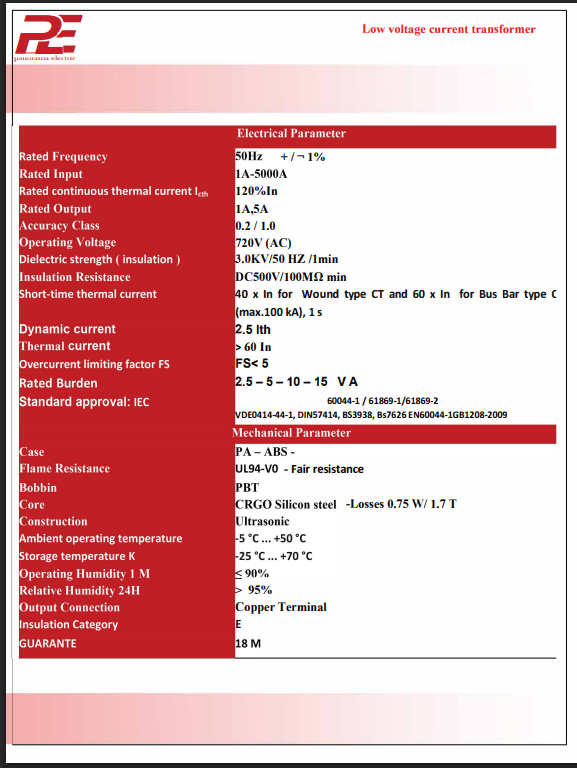 PE
panorama electric
Low voltage current transformer
Electrical Parameter
Rated Frequency 50Hz +/¬ 1%
Rated Input 1A-5000A
Rated continuous thermal current Icth 120%In
Rated Output 1A,5A
Accuracy Class 0.2 / 1.0
Operating Voltage 720V (AC)
Dielectric strength ( insulation ) 3.0KV/50 HZ /1min
Insulation Resistance DC500V/100MΩ min
Short-time thermal current 40 x In for Wound type CT and 60 x In for Bus Bar type C
(max.100 kA), 1 s
Dynamic current 2.5 Ith
Thermal current > 60 In
Overcurrent limiting factor FS FS< 5
Rated Burden 2.5 – 5 – 10 – 15 V A
Standard approval: IEC 60044-1 / 61869-1/61869-2
VDE0414-44-1, DIN57414, BS3938, Bs7626 EN60044-1GB1208-2009
Mechanical Parameter
Case PA – ABS -
Flame Resistance UL94-V0 - Fair resistance
Bobbin PBT
Core CRGO Silicon steel -Losses 0.75 W/ 1.7 T
Construction Ultrasonic
Ambient operating temperature -5 °C ... +50 °C
Storage temperature K -25 °C ... +70 °C
Operating Humidity 1 M ≤ 90%
Relative Humidity 24H > 95%
Output Connection Copper Terminal
Insulation Category E
GUARANTE 18 M